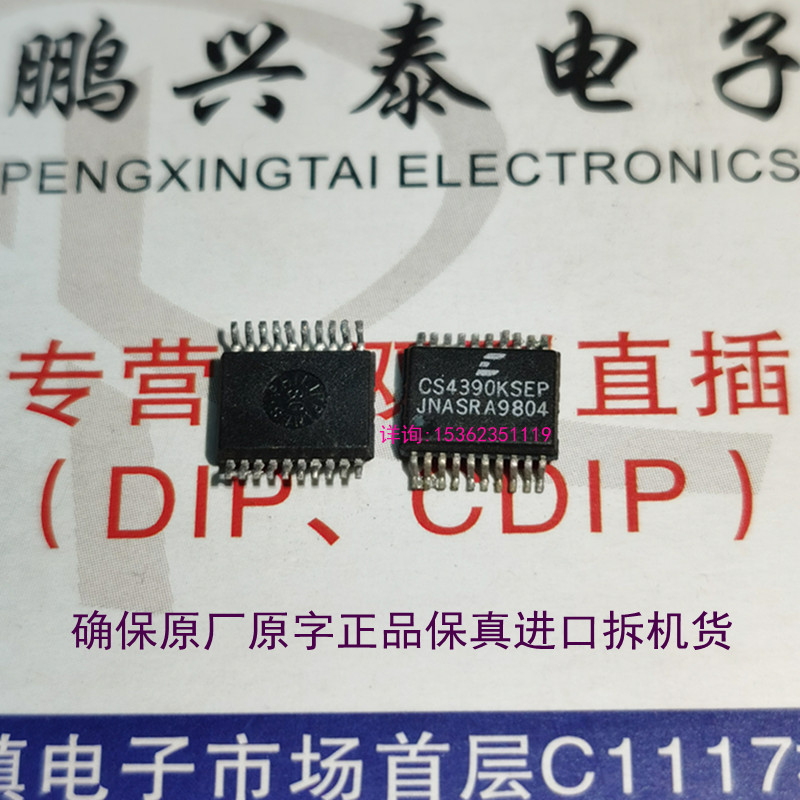 鹏兴泰电子
PENGXINGTAI ELECTRONICS
专营 双 直插
CS4390KSEP
JNASRA9804
详询:15362351119
(DIP、CDIP)
确保原厂原字正品保真进口拆机货
镇电子市场首层C1117